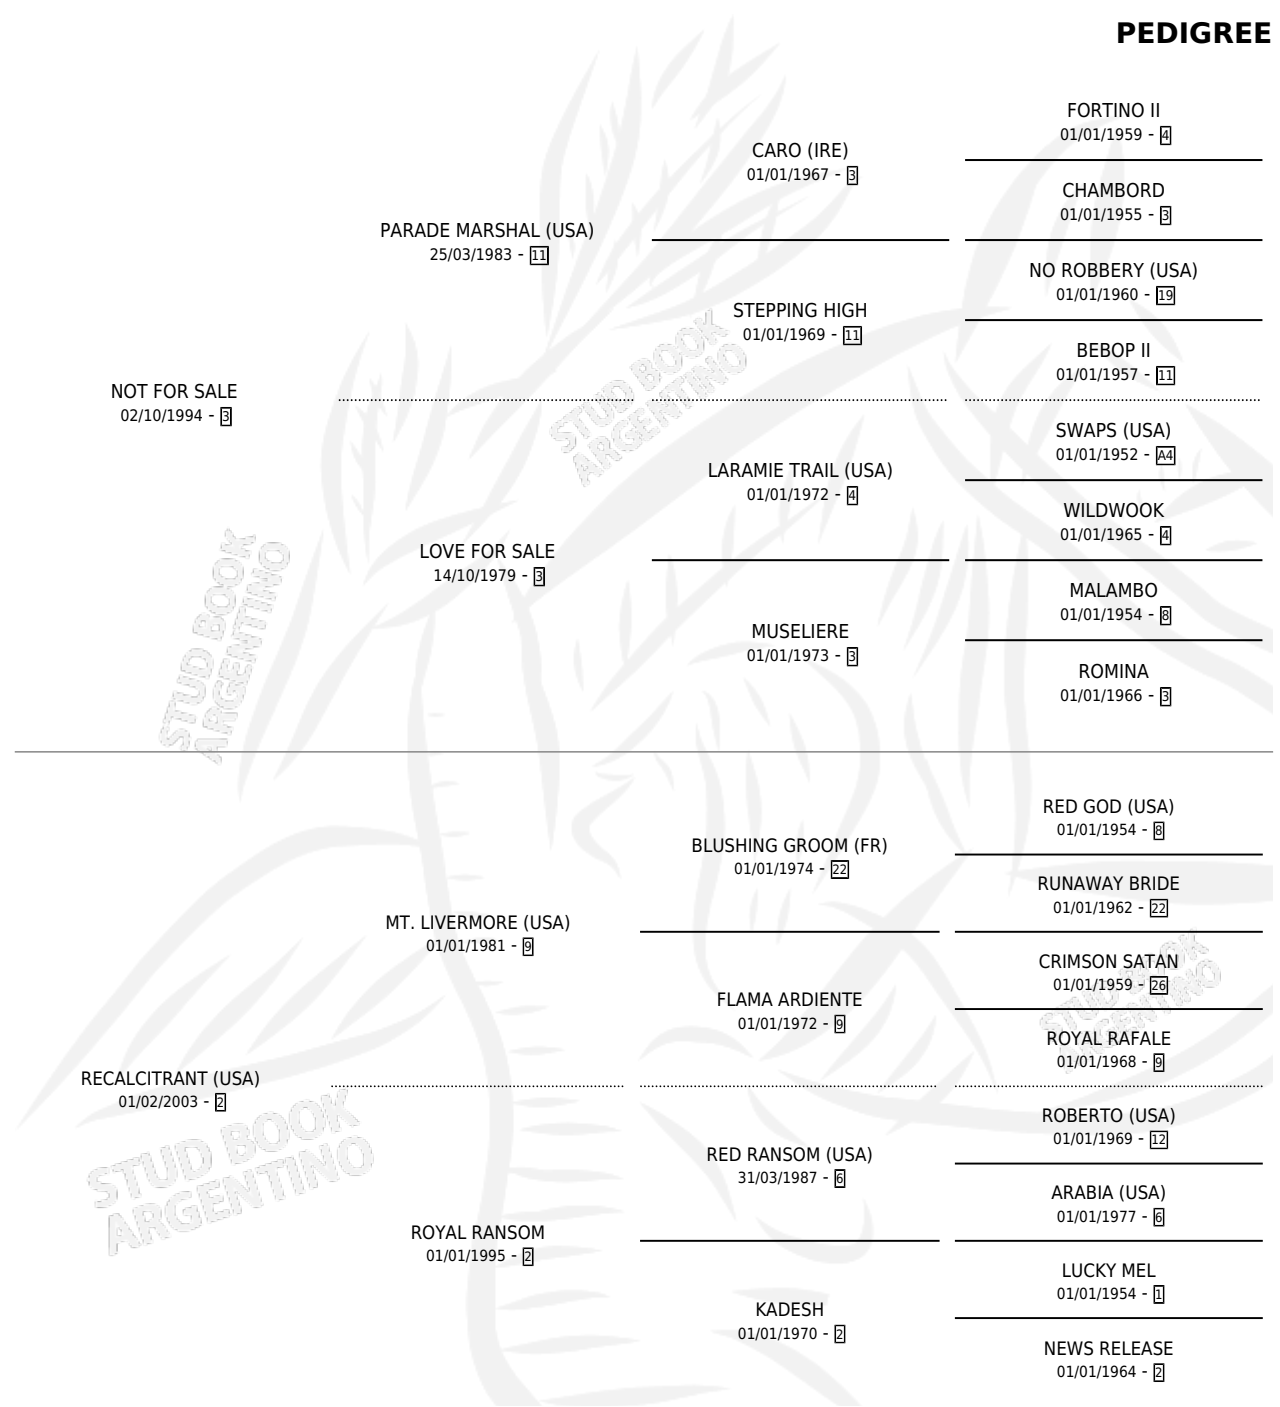 PEDIGREE
FORTINO II
01/01/1959 - 4
CARO (IRE)
01/01/1967 - 3
CHAMBORD
01/01/1955 - 3
PARADE MARSHAL (USA)
25/03/1983 - 11
NO ROBBERY (USA)
01/01/1960 - 19
STEPPING HIGH
01/01/1969 - 11
BEBOP II
01/01/1957 - 11
NOT FOR SALE
02/10/1994 - 3
SWAPS (USA)
01/01/1952 - A4
LARAMIE TRAIL (USA)
01/01/1972 - 4
WILDWOOK
01/01/1965 - 4
LOVE FOR SALE
14/10/1979 - 3
MALAMBO
01/01/1954 - 8
MUSELIERE
01/01/1973 - 3
ROMINA
01/01/1966 - 3
RED GOD (USA)
01/01/1954 - 8
BLUSHING GROOM (FR)
01/01/1974 - 22
RUNAWAY BRIDE
01/01/1962 - 22
MT. LIVERMORE (USA)
01/01/1981 - 9
CRIMSON SATAN
01/01/1959 - 26
FLAMA ARDIENTE
01/01/1972 - 9
ROYAL RAFALE
01/01/1968 - 9
RECALCITRANT (USA)
01/02/2003 - 2
ROBERTO (USA)
01/01/1969 - 12
RED RANSOM (USA)
31/03/1987 - 6
ARABIA (USA)
01/01/1977 - 6
ROYAL RANSOM
01/01/1995 - 2
LUCKY MEL
01/01/1954 - 1
KADESH
01/01/1970 - 2
NEWS RELEASE
01/01/1964 - 2
STUD BOOK
ARGENTINO
STUD BOOK
ARGENTINO
STUD BOOK
ARGENTINO
STUD BOOK
ARGENTINO